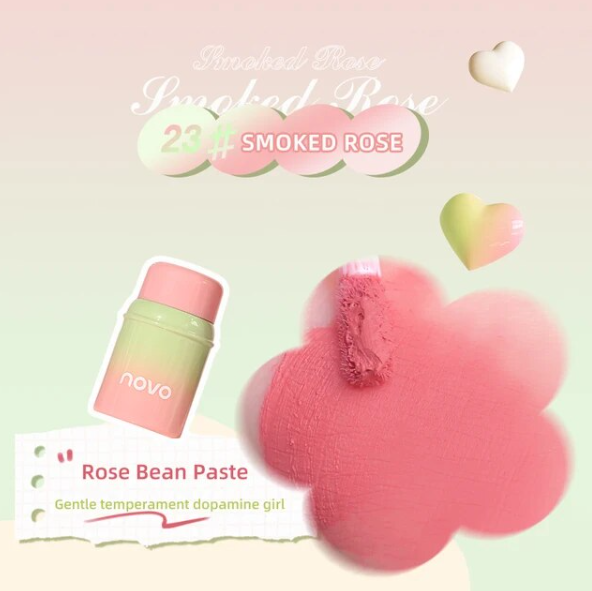 Smoked Rose
Smoked Rose
23# SMOKED ROSE
novo
Rose Bean Paste
Gentle temperament dopamine girl